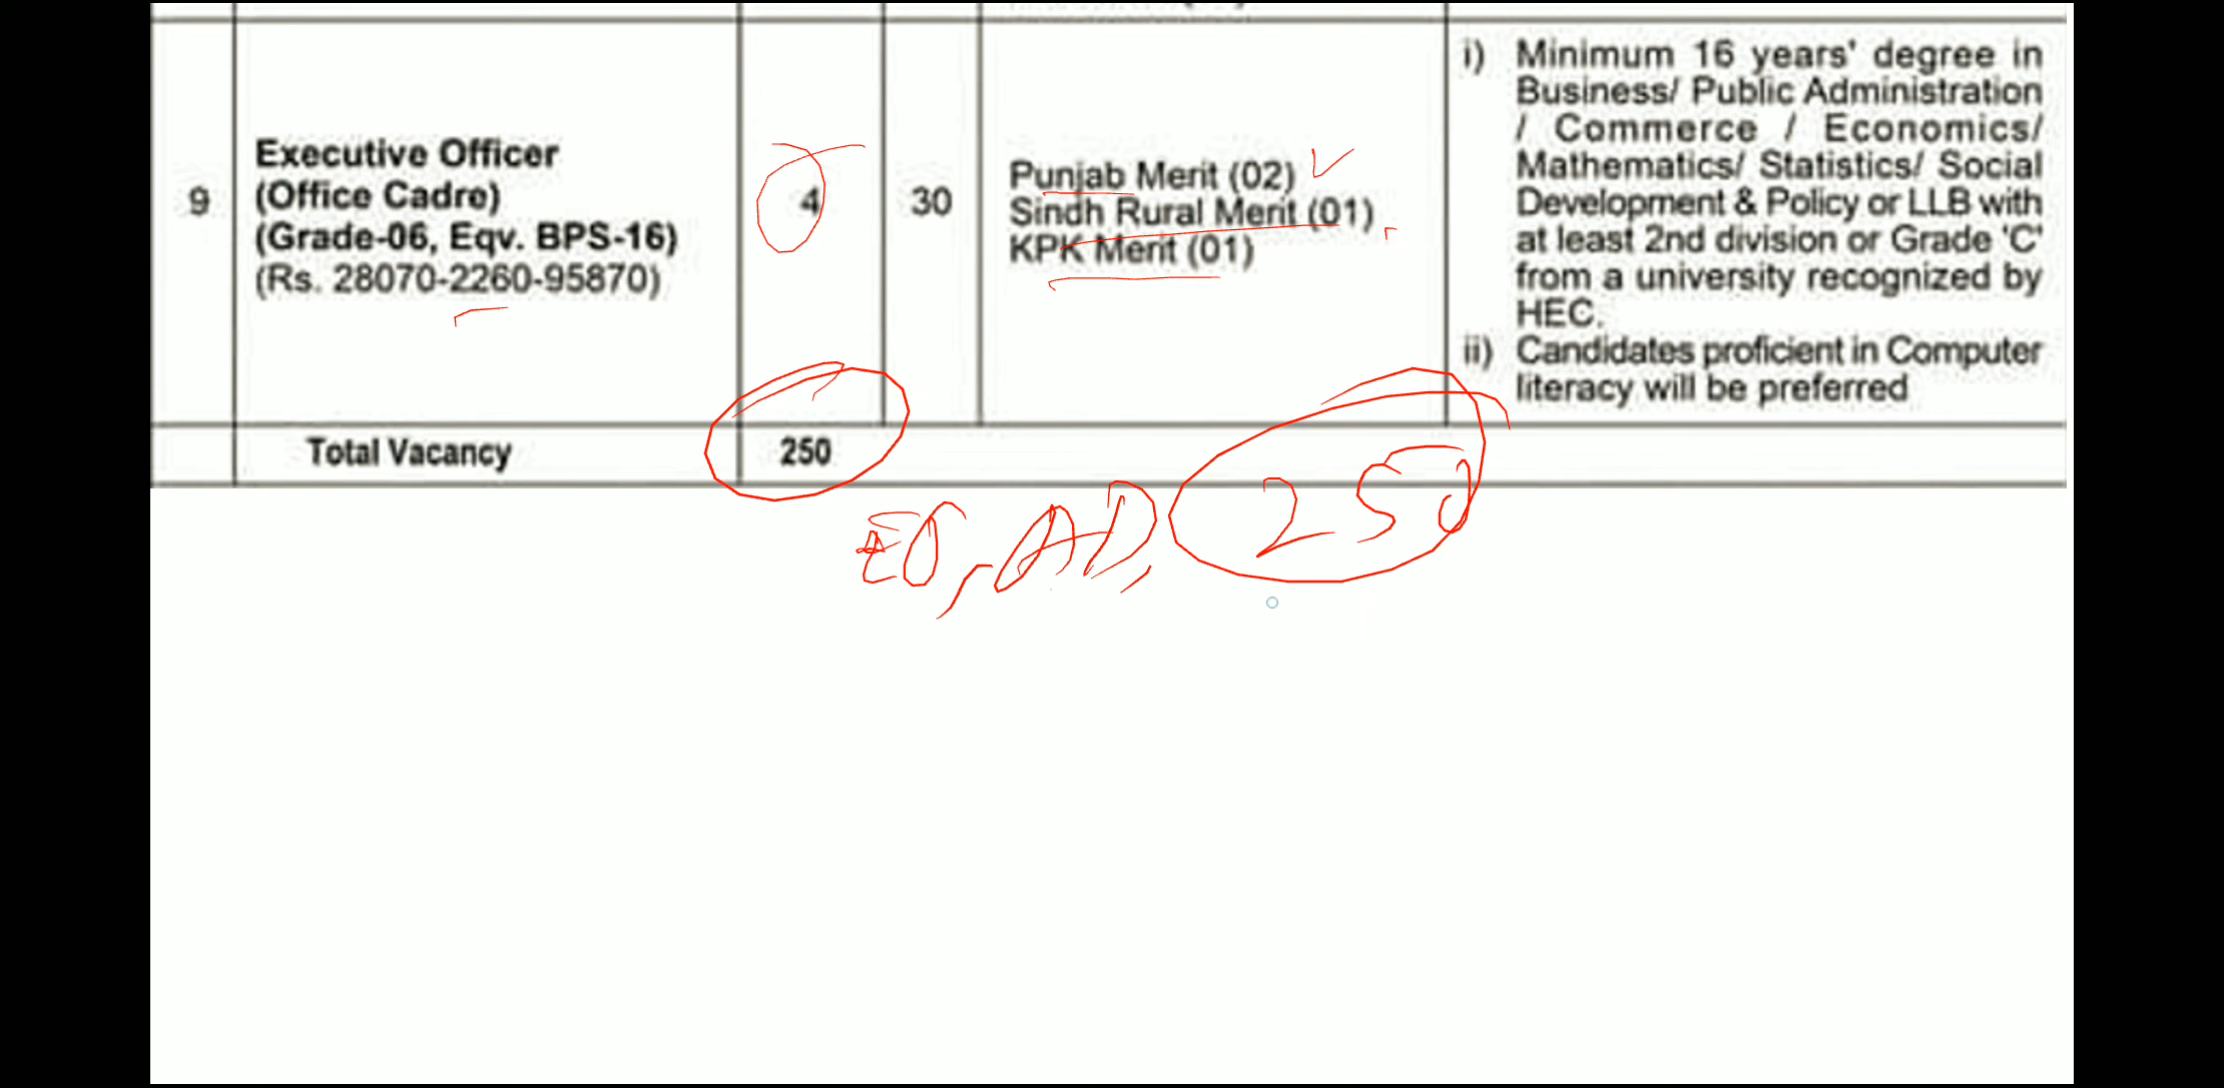 9
Executive Officer
(Office Cadre)
(Grade-06, Eqv. BPS-16)
(Rs. 28070-2260-95870)
4
30
Punjab Merit (02)
Sindh Rural Merit (01)
KPK Merit (01)
i) Minimum 16 years' degree in
Business/ Public Administration
/ Commerce / Economics/
Mathematics/ Statistics/ Social
Development & Policy or LLB with
at least 2nd division or Grade 'C'
from a university recognized by
HEC.
ii) Candidates proficient in Computer
literacy will be preferred
Total Vacancy 250
EO, AD, 250